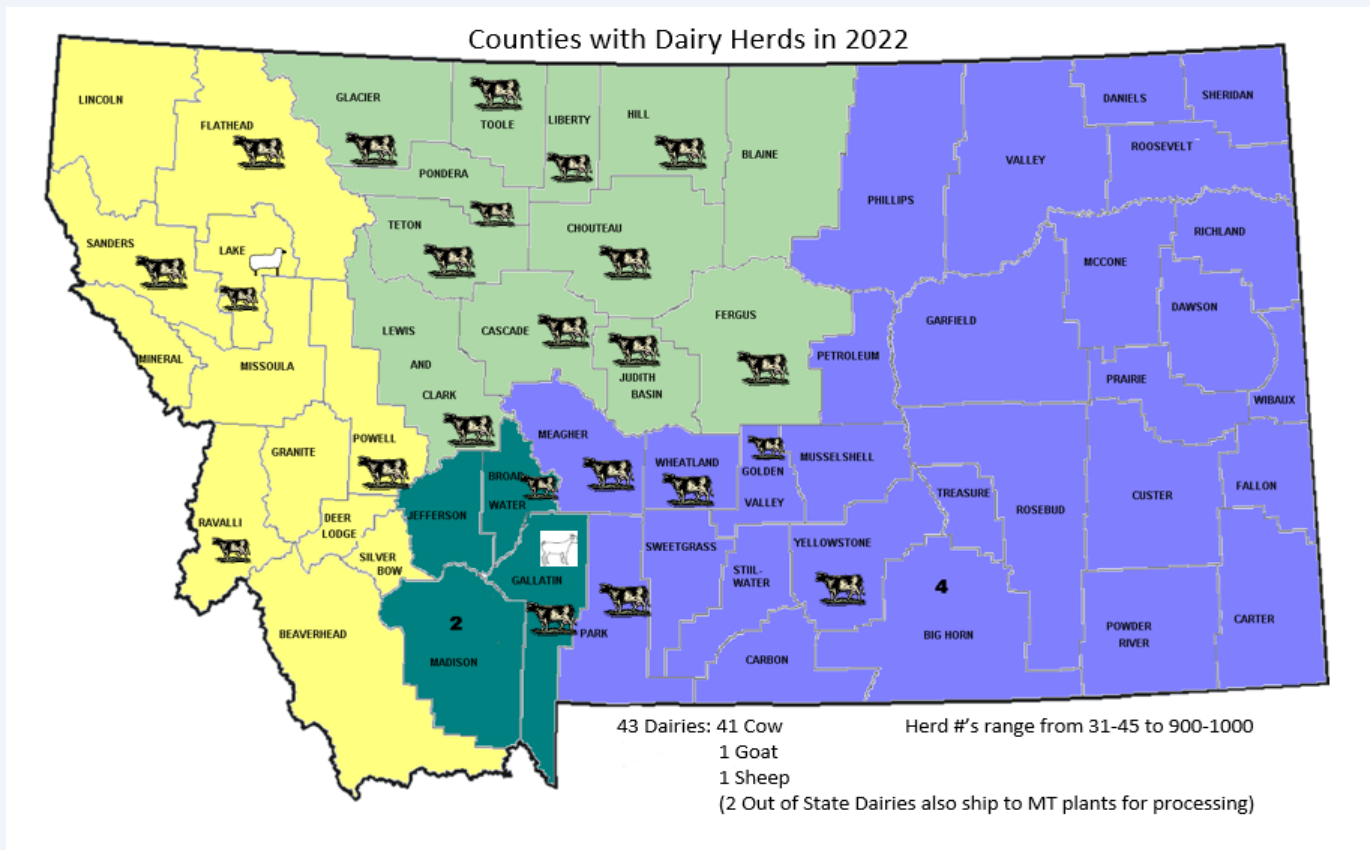 Counties with Dairy Herds in 2022
LINCOLN
FLATHEAD
GLACIER
TOOLE
LIBERTY
HILL
BLAINE
PHILLIPS
VALLEY
DANIELS
SHERIDAN
ROOSEVELT
PONDERA
TETON
CHOUTEAU
SANDERS
LAKE
RICHLAND
MCCONE
DAWSON
GARFIELD
FERGUS
CASCADE
LEWIS
AND
CLARK
JUDITH
BASIN
PETROLEUM
MINERAL
MISSOULA
PRAIRIE
WIBAUX
MEAGHER
POWELL
GRANITE
WHEATLAND
GOLDEN
VALLEY
MUSSELSHELL
BROAD
WATER
JEFFERSON
TREASURE
ROSEBUD
CUSTER
FALLON
RAVALLI
DEER
LODGE
SILVER
BOW
GALLATIN
SWEETGRASS
STIIL-
WATER
YELLOWSTONE
4
BIG HORN
2
MADISON
PARK
BEAVERHEAD
CARBON
POWDER
RIVER
CARTER
43 Dairies: 41 Cow
1 Goat
1 Sheep
(2 Out of State Dairies also ship to MT plants for processing)
Herd #'s range from 31-45 to 900-1000